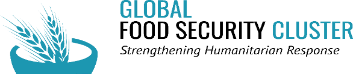 GLOBAL
FOOD SECURITY CLUSTER
Strengthening Humanitarian Response